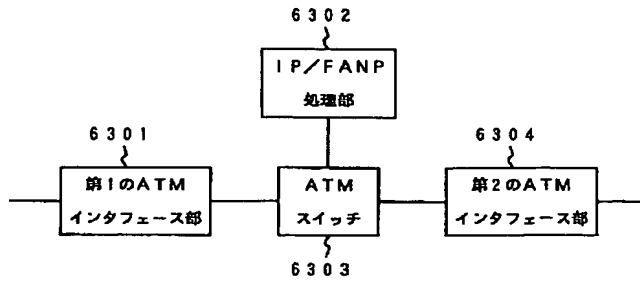 6302
IP/FANP
処理部
6301
6304
第1のATM
インタフェース部
ATM
スイッチ
第2のATM
インタフェース部
6303